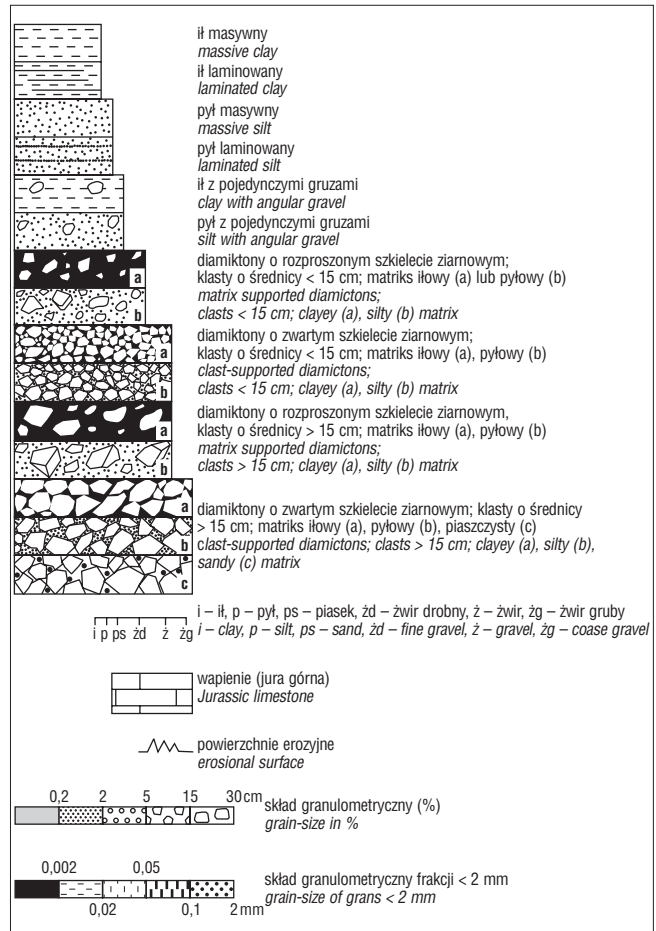 ił masywny
massive clay
ił laminowany
laminated clay
pył masywny
massive silt
pył laminowany
laminated silt
ił z pojedynczymi gruzami
clay with angular gravel
pył z pojedynczymi gruzami
silt with angular gravel
a
b
diamiktony o rozproszonym szkielecie ziarnowym;
klasty o średnicy < 15 cm; matriks iłowy (a) lub pyłowy (b)
matrix supported diamictons;
clasts < 15 cm; clayey (a), silty (b) matrix
a
b
diamiktony o zwartym szkielecie ziarnowym;
klasty o średnicy < 15 cm; matriks iłowy (a), pyłowy (b)
clast-supported diamictons;
clasts < 15 cm; clayey (a), silty (b) matrix
a
b
diamiktony o rozproszonym szkielecie ziarnowym,
klasty o średnicy > 15 cm; matriks iłowy (a), pyłowy (b)
matrix supported diamictons;
clasts > 15 cm; clayey (a), silty (b) matrix
a
b
c
diamiktony o zwartym szkielecie ziarnowym; klasty o średnicy
> 15 cm; matriks iłowy (a), pyłowy (b), piaszczysty (c)
clast-supported diamictons; clasts > 15 cm; clayey (a), silty (b),
sandy (c) matrix
i p ps żd ż żg
i – ił, p – pył, ps – piasek, żd – żwir drobny, ż – żwir, żg – żwir gruby
i – clay, p – silt, ps – sand, żd – fine gravel, ż – gravel, żg – coase gravel
wapienie (jura górna)
Jurassic limestone
powierzchnie erozyjne
erosional surface
0,2 2 5 15 30 cm
skład granulometryczny (%)
grain-size in %
0,002 0,05
0,02 0,1 2 mm
skład granulometryczny frakcji < 2 mm
grain-size of grans < 2 mm